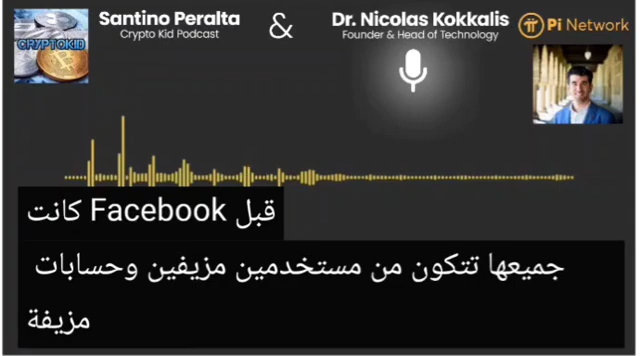 Santino Peralta
Crypto Kid Podcast
&
Dr. Nicolas Kokkalis
Founder & Head of Technology
Pi Network
CRYPTOKID
قبل Facebook كانت
جميعها تتكون من مستخدمين مزيفين وحسابات
مزيفة